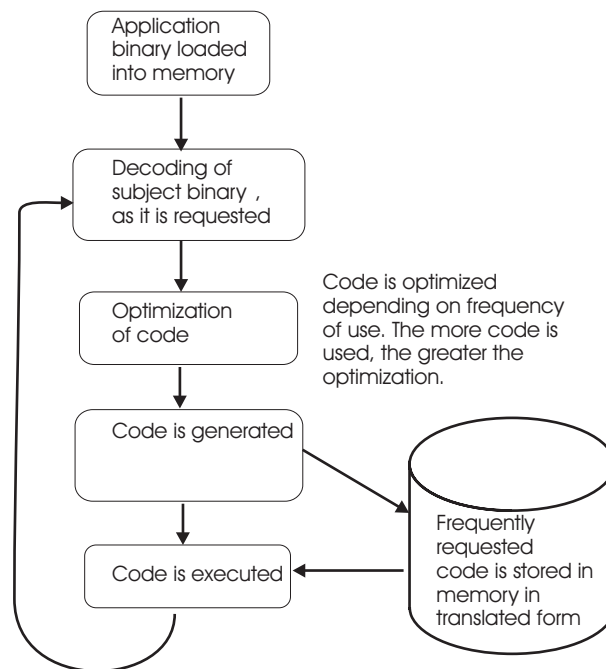 Application
binary loaded
into memory
Decoding of
subject binary ,
as it is requested
Optimization
of code
Code is optimized
depending on frequency
of use. The more code is
used, the greater the
optimization.
Code is generated
Frequently
requested
code is stored in
memory in
translated form
Code is executed